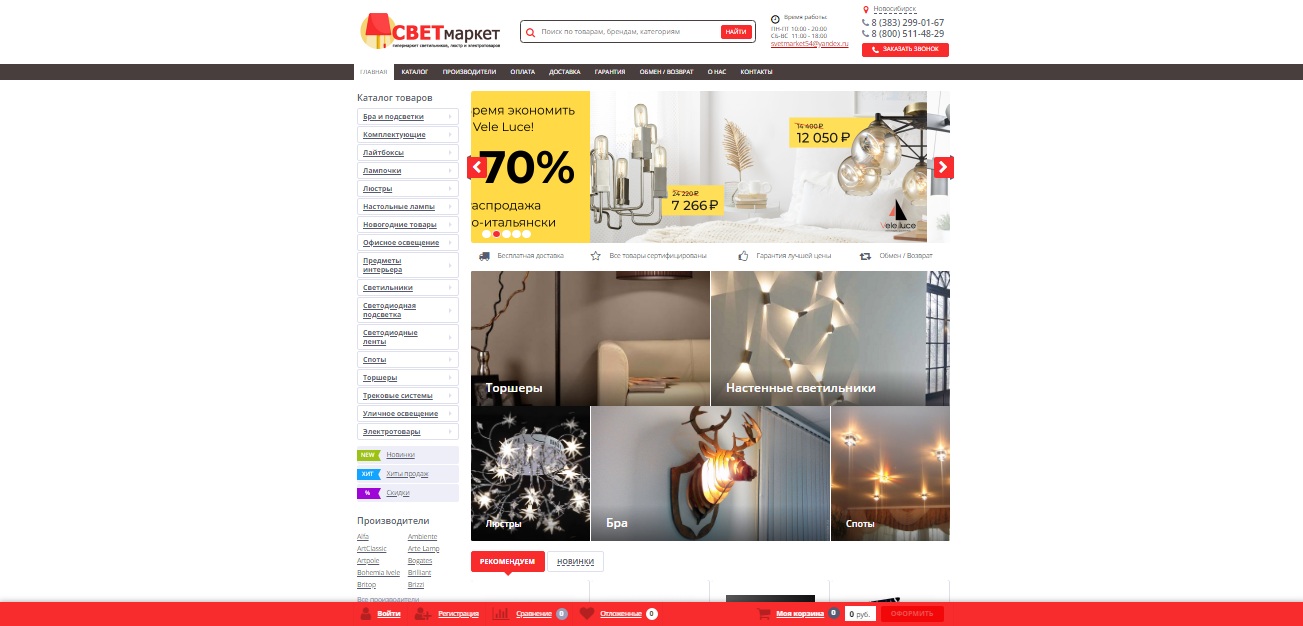 СВЕТмаркет
гипермаркет светильников, люстр и электротоваров
Поиск по товарам, брендам, категориям
НАЙТИ
Время работы:
ПН-ПТ 10:00 - 20:00
СБ-ВС 11:00 - 18:00
svetmarket54@yandex.ru
Новосибирск
8 (383) 299-01-67
8 (800) 511-48-29
ЗАКАЗАТЬ ЗВОНОК
ГЛАВНАЯ КАТАЛОГ ПРОИЗВОДИТЕЛИ ОПЛАТА ДОСТАВКА ГАРАНТИЯ ОБМЕН / ВОЗВРАТ О НАС КОНТАКТЫ
Каталог товаров
Бра и подсветки
Комплектующие
Лайтбоксы
Лампочки
Люстры
Настольные лампы
Новогодние товары
Офисное освещение
Предметы
интерьера
Светильники
Светодиодная
подсветка
Светодиодные
ленты
Споты
Торшеры
Трековые системы
Уличное освещение
Электротовары
NEW Новинки
ХИТ Хиты продаж
% Скидки
Производители
Alfa Ambiente
ArtClassic Arte Lamp
Artpole Bogates
Bohemia Ivele Brilliant
Britop Brizzi
Все производители
ремя экономить
Vele Luce!
70%
аспродажа
о-итальянски
24 220 ₽
7 266 ₽
12 050 ₽
Vele.luce
Бесплатная доставка Все товары сертифицированы Гарантия лучшей цены Обмен / Возврат
Торшеры
Настенные светильники
Люстры
Бра
Споты
РЕКОМЕНДУЕМ НОВИНКИ
Войти Регистрация Сравнение 0 Отложенные 0 Моя корзина 0 0 руб. ОФОРМИТЬ